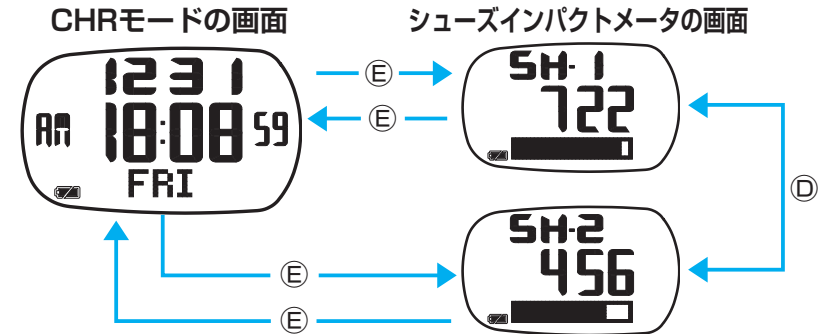 CHRモードの画面
シューズインパクトメータの画面
1231
AM 18:08 59
FRI
Ⓔ
Ⓔ
SH-1
722
Ⓓ
SH-2
456
Ⓔ
Ⓔ